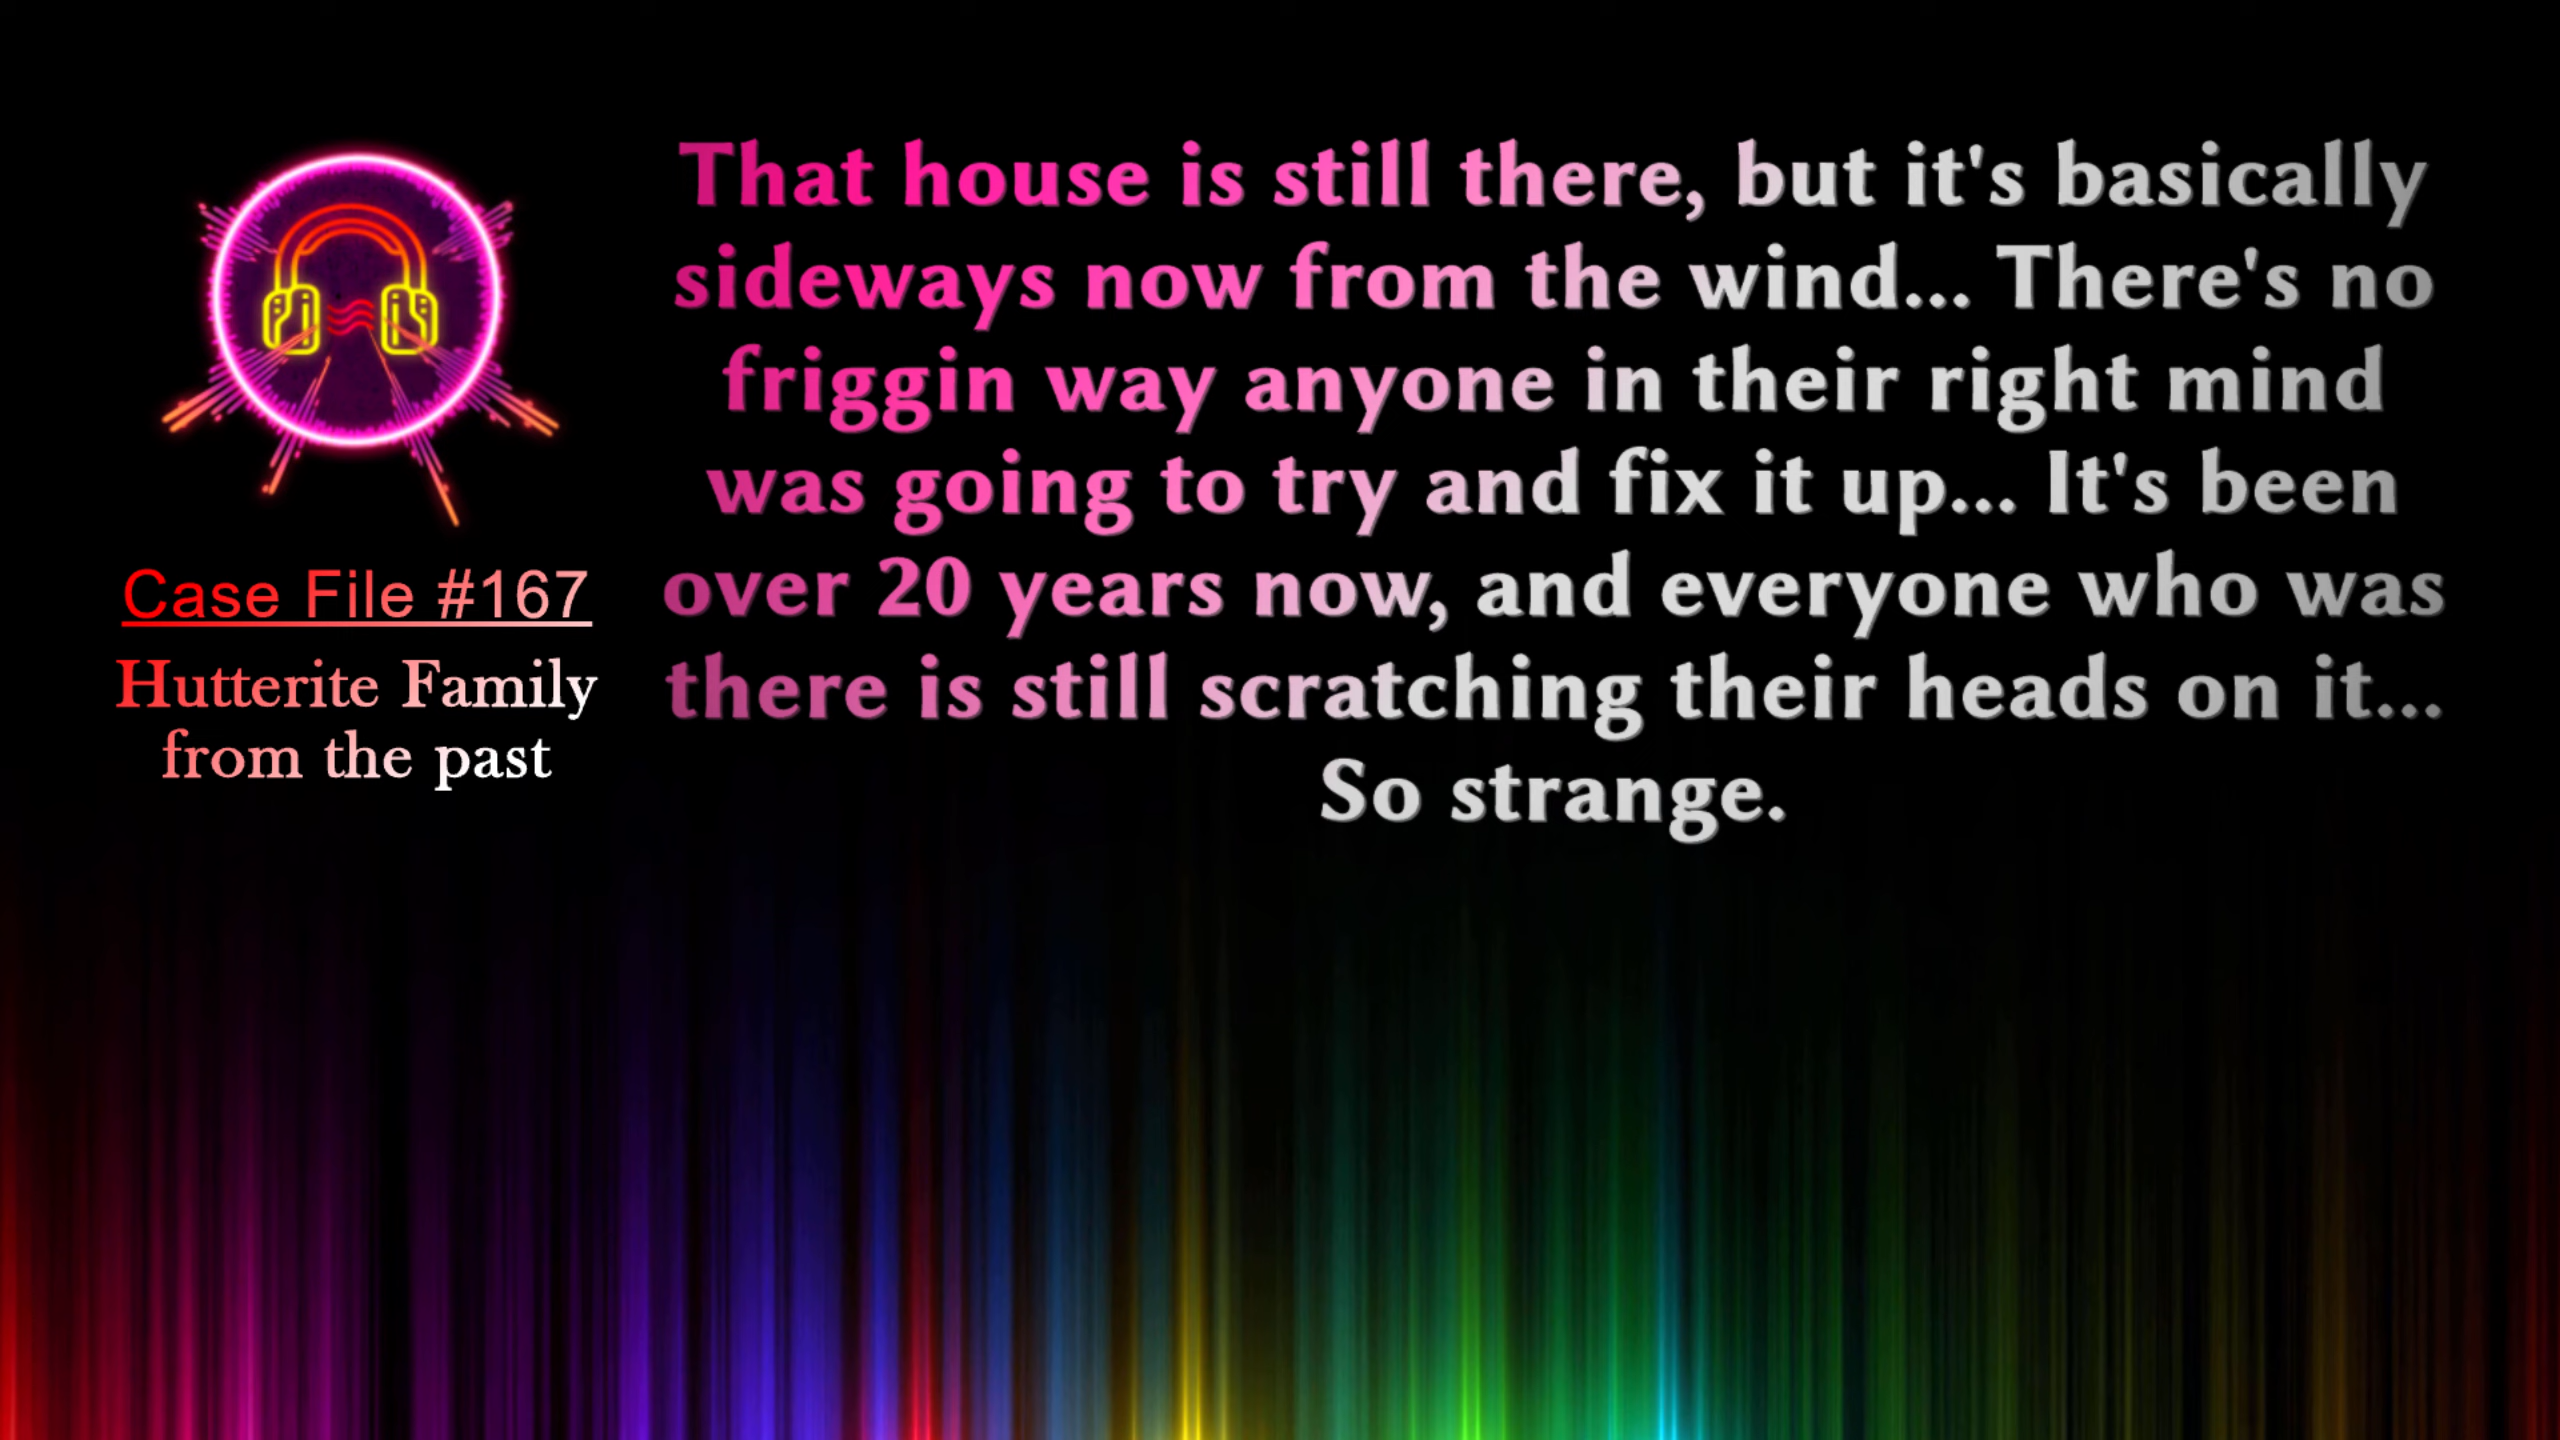 Case File #167
Hutterite Family
from the past
That house is still there, but it's basically
sideways now from the wind... There's no
friggin way anyone in their right mind
was going to try and fix it up... It's been
over 20 years now, and everyone who was
there is still scratching their heads on it...
So strange.